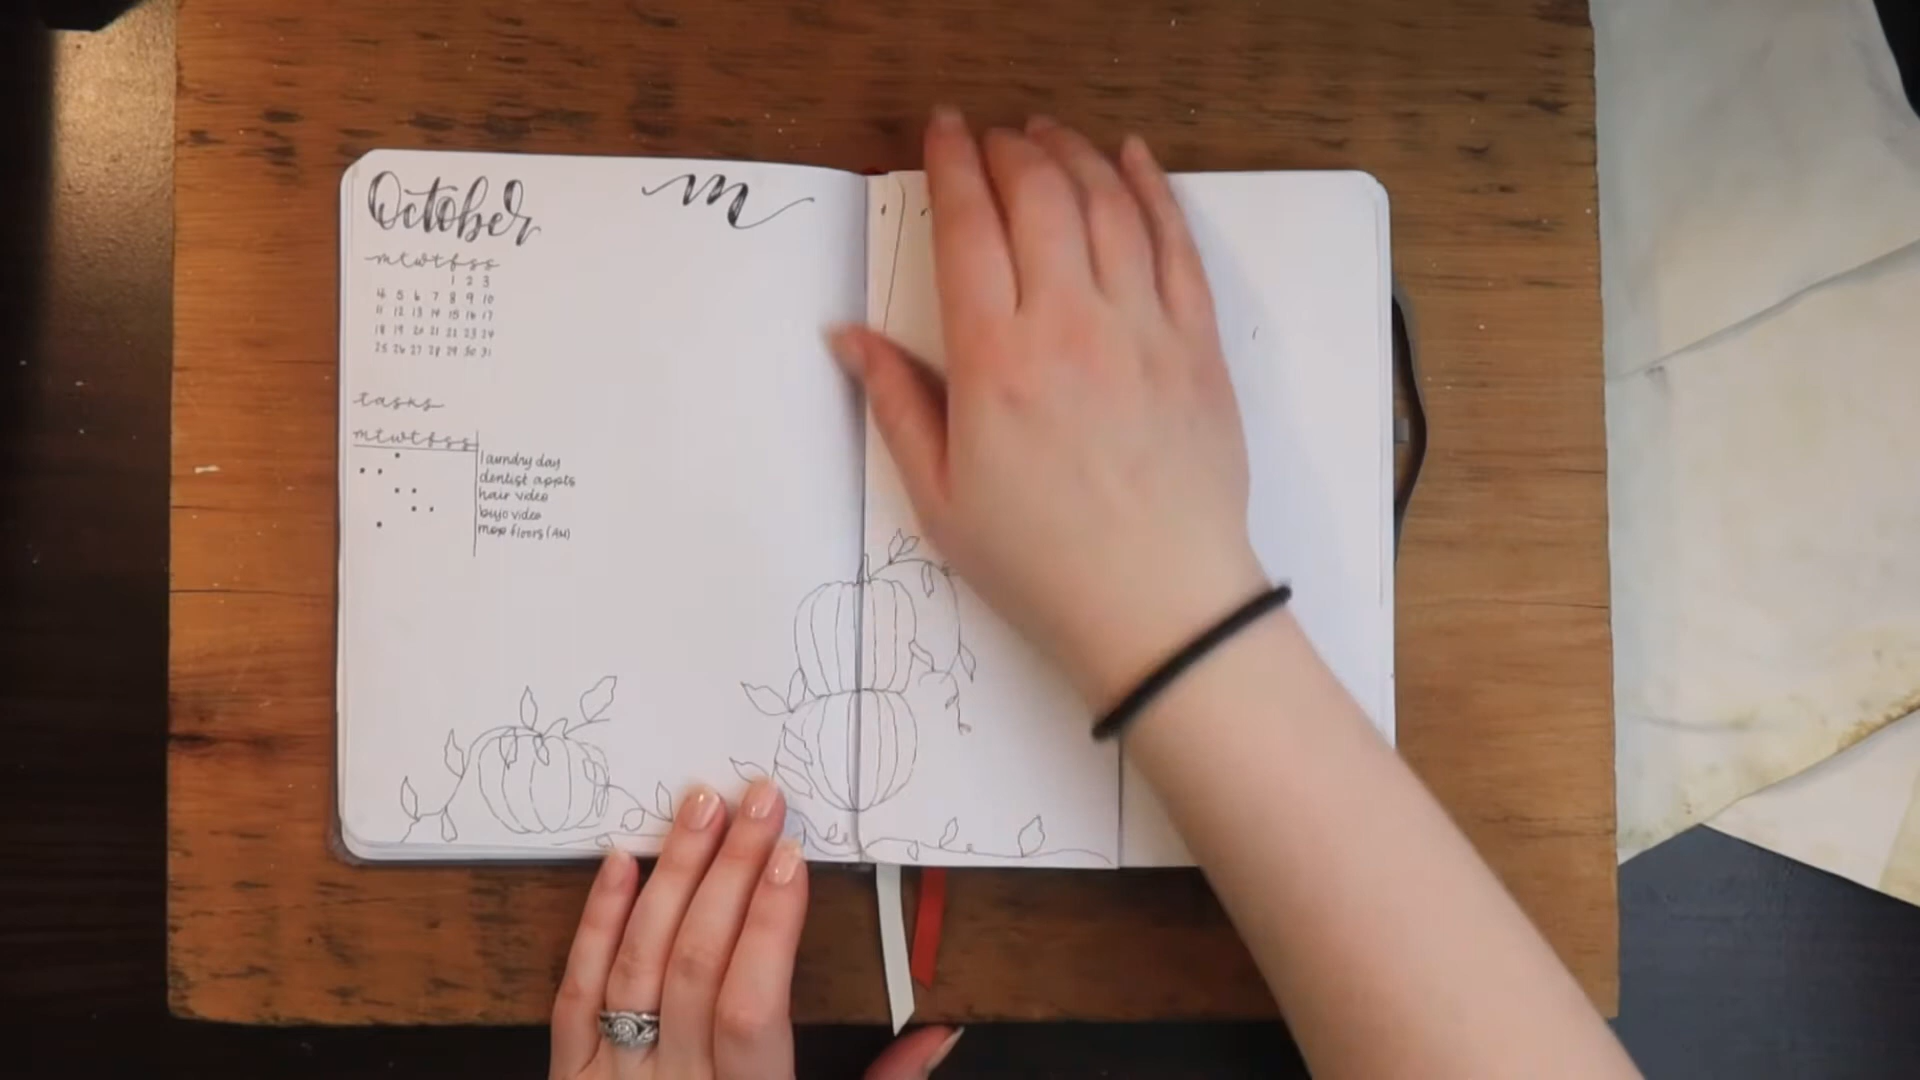 October
m
m t w t f s s
1 2 3
4 5 6 7 8 9 10
11 12 13 14 15 16 17
18 19 20 21 22 23 24
25 26 27 28 29 30 31
tasks
m t w t f s s
laundry day
dentist appts
hair video
bujo video
mop floors (AM)